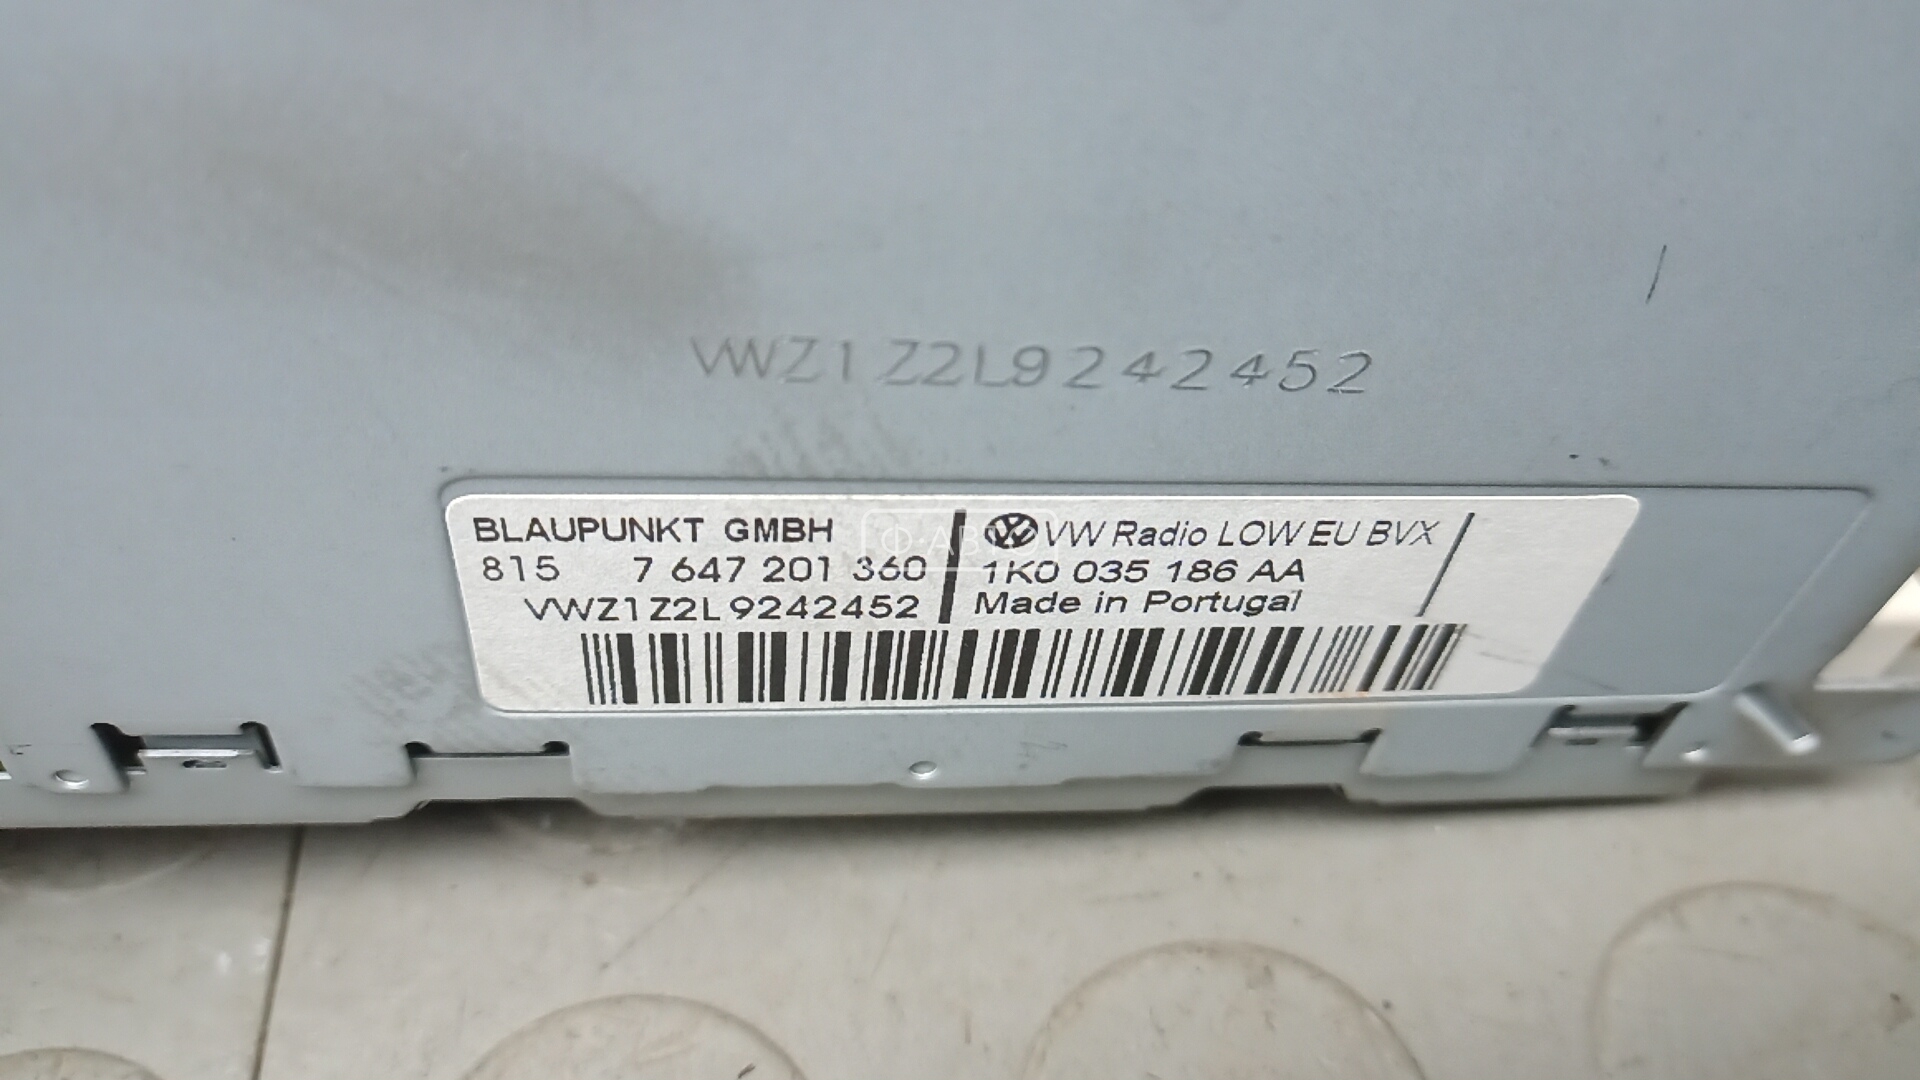 VWZ1Z2L9242452
BLAUPUNKT GMBH
815 7 647 201 360
VWZ1Z2L9242452
VW Radio LOW EU BVX
1K0 035 186 AA
Made in Portugal
Ф-АВТО